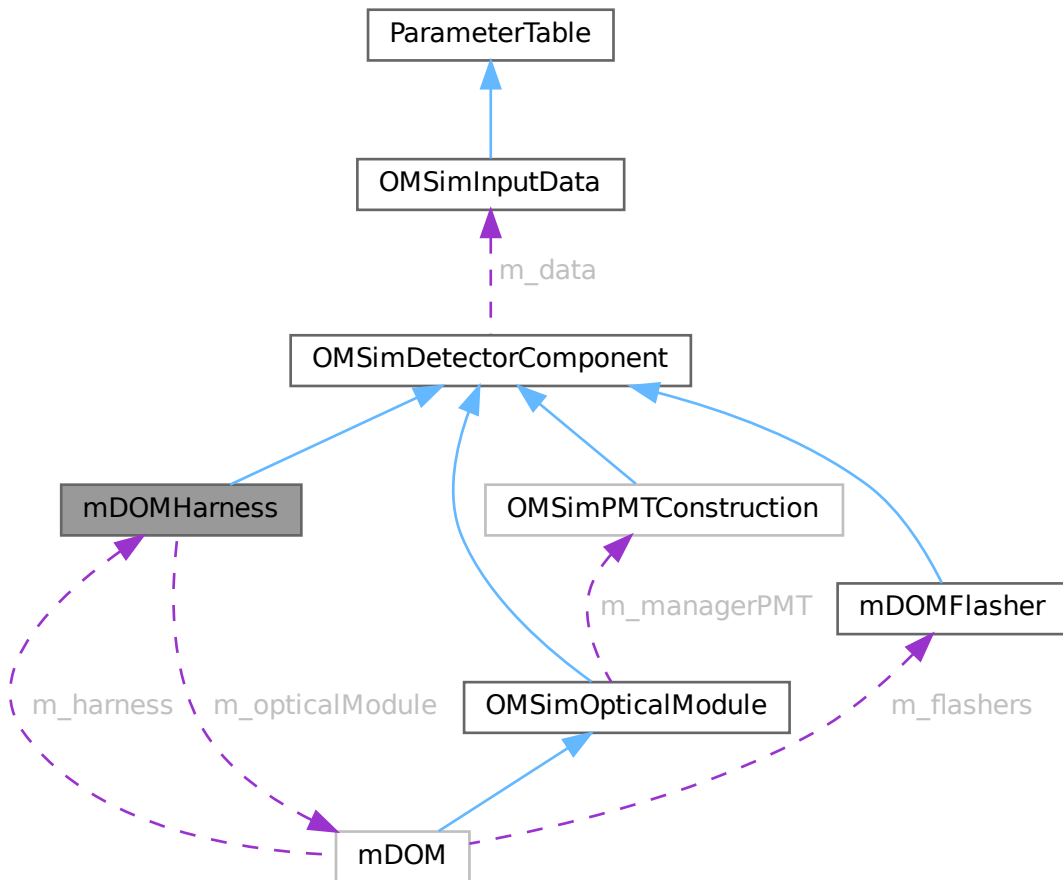 ParameterTable
OMSimInputData
m_data
OMSimDetectorComponent
mDOMHarness
OMSimPMTConstruction
m_managerPMT
mDOMFlasher
m_harness
m_opticalModule
OMSimOpticalModule
m_flashers
mDOM